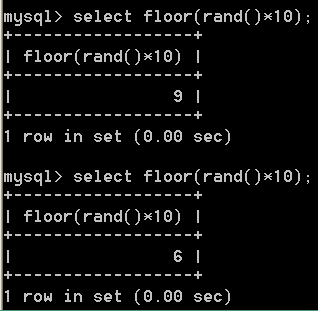 mysql> select floor(rand()*10);
+------------------+
| floor(rand()*10) |
+------------------+
|                9 |
+------------------+
1 row in set (0.00 sec)
mysql> select floor(rand()*10);
+------------------+
| floor(rand()*10) |
+------------------+
|                6 |
+------------------+
1 row in set (0.00 sec)